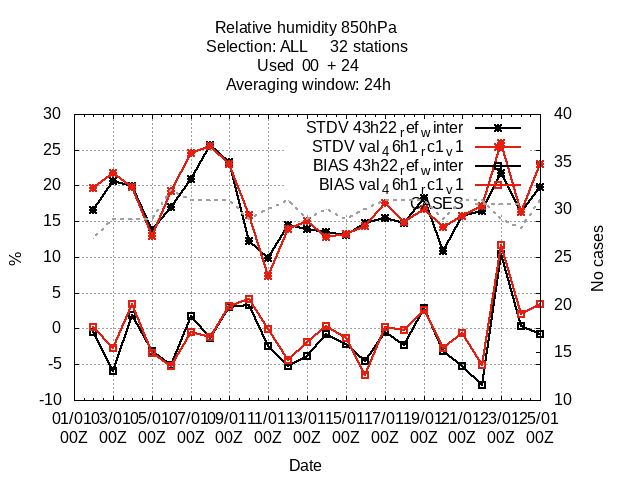 Relative humidity 850hPa
Selection: ALL     32 stations
Used  00  + 24
Averaging window: 24h
30 40
STDV 43h22_ref_winter
STDV val_46h1_rc1_v1
BIAS 43h22_ref_winter
BIAS val_46h1_rc1_v1
CASES
25 35
20 30
15
10 25
5 20
0
-5 15
-10 10
%
No cases
01/01 03/01 05/01 07/01 09/01 11/01 13/01 15/01 17/01 19/01 21/01 23/01 25/01
00Z 00Z 00Z 00Z 00Z 00Z 00Z 00Z 00Z 00Z 00Z 00Z 00Z
Date